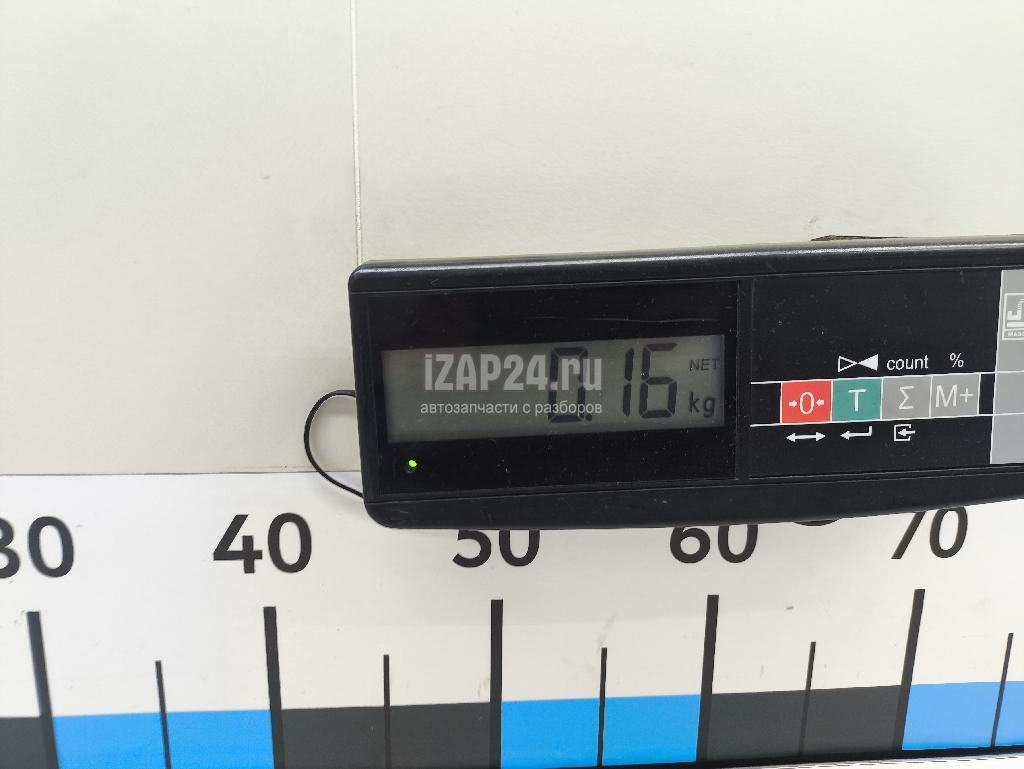 iZAP24.ru
автозапчасти с разборов
0.16 NET kg
count %
→0← T Σ M+
30 40 50 60 70